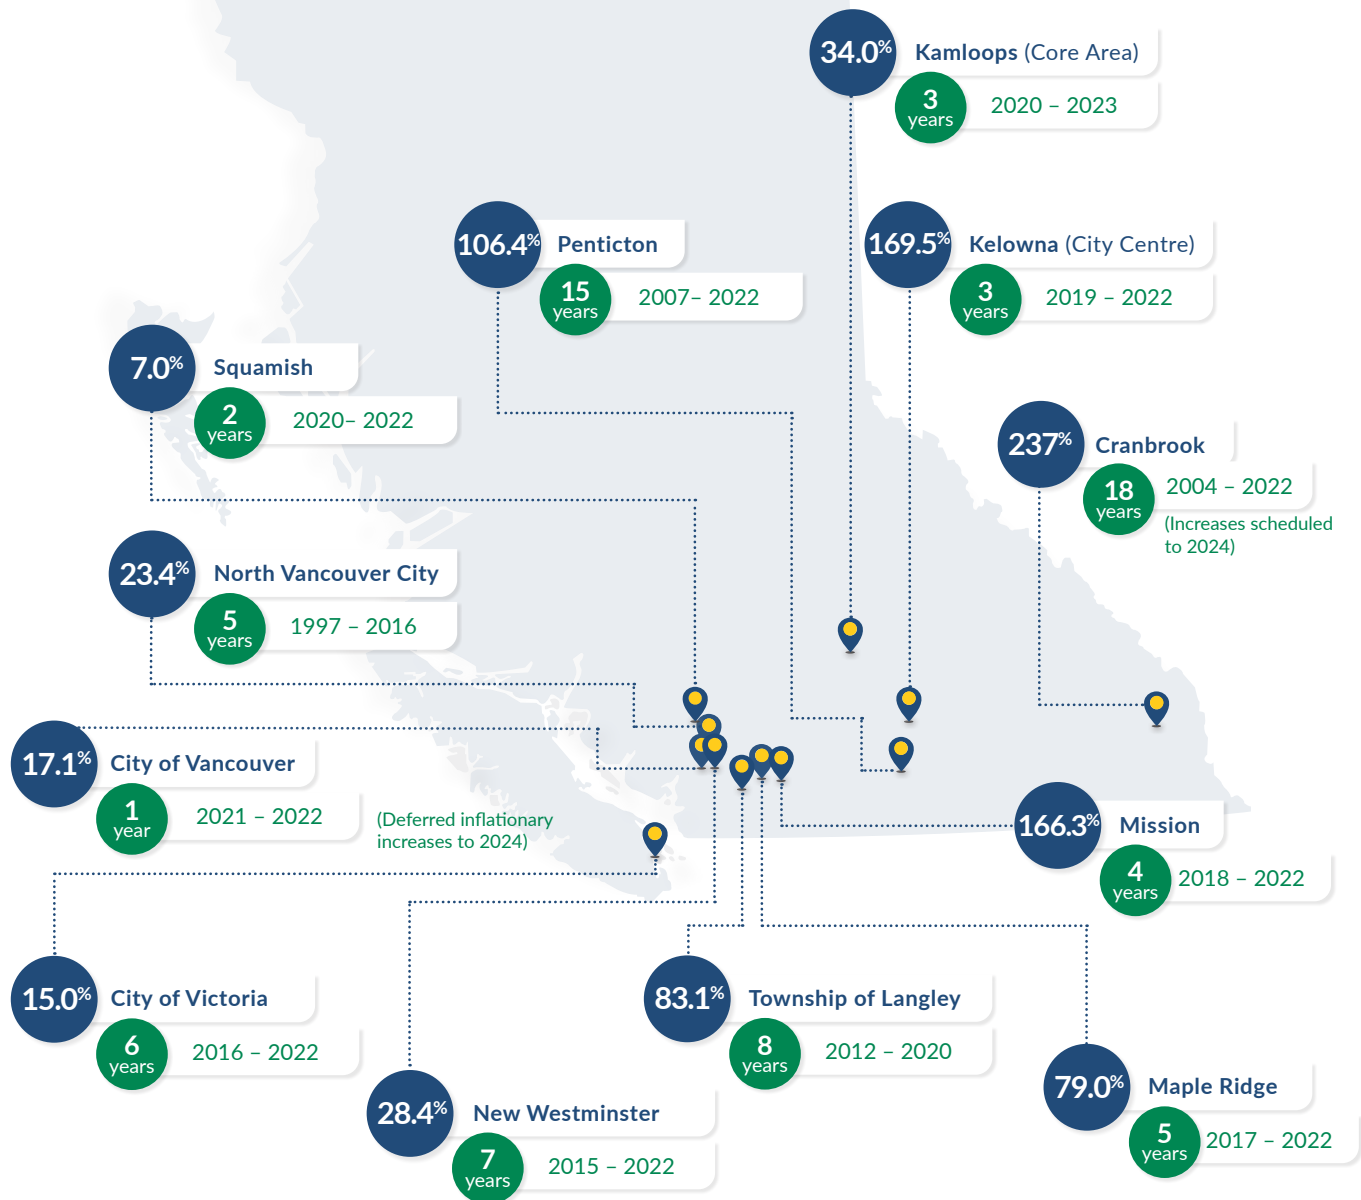 34.0%
Kamloops (Core Area)
3
years
2020 – 2023
106.4%
Penticton
15
years
2007– 2022
169.5%
Kelowna (City Centre)
3
years
2019 – 2022
7.0%
Squamish
2
years
2020– 2022
237%
Cranbrook
18
years
2004 – 2022
(Increases scheduled
to 2024)
23.4%
North Vancouver City
5
years
1997 – 2016
17.1%
City of Vancouver
1
year
2021 – 2022
(Deferred inflationary
increases to 2024)
166.3%
Mission
4
years
2018 – 2022
15.0%
City of Victoria
6
years
2016 – 2022
83.1%
Township of Langley
8
years
2012 – 2020
28.4%
New Westminster
7
years
2015 – 2022
79.0%
Maple Ridge
5
years
2017 – 2022